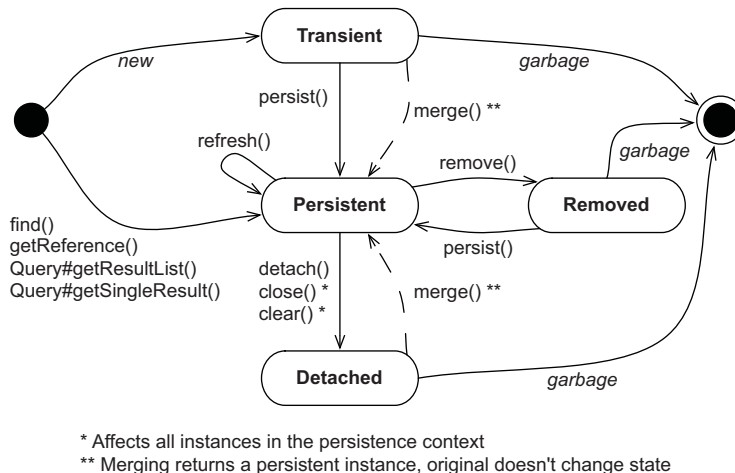 Transient
new
garbage
persist()
merge() **
refresh()
remove()
garbage
Persistent
Removed
find()
getReference()
Query#getResultList()
Query#getSingleResult()
persist()
detach()
close() *
clear() *
merge() **
Detached
garbage
* Affects all instances in the persistence context
** Merging returns a persistent instance, original doesn't change state